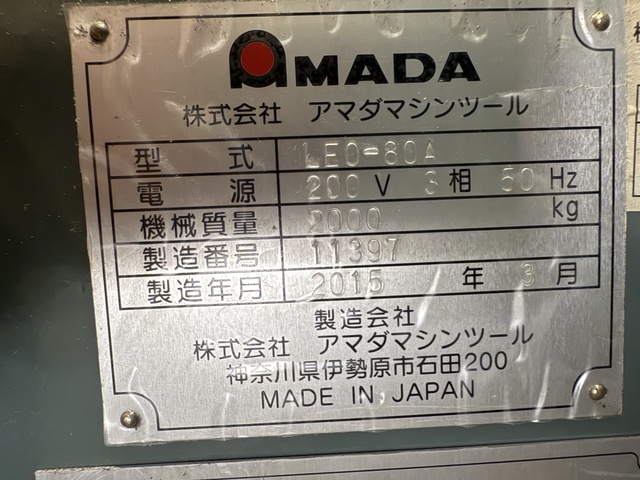 AMADA
株式会社 アマダマシンツール
型式 LEO-80A
電源 200 V 3 相 50 Hz
機械質量 2000 kg
製造番号 11397
製造年月 2015 年 3 月
製造会社
株式会社 アマダマシンツール
神奈川県伊勢原市石田200
MADE IN JAPAN